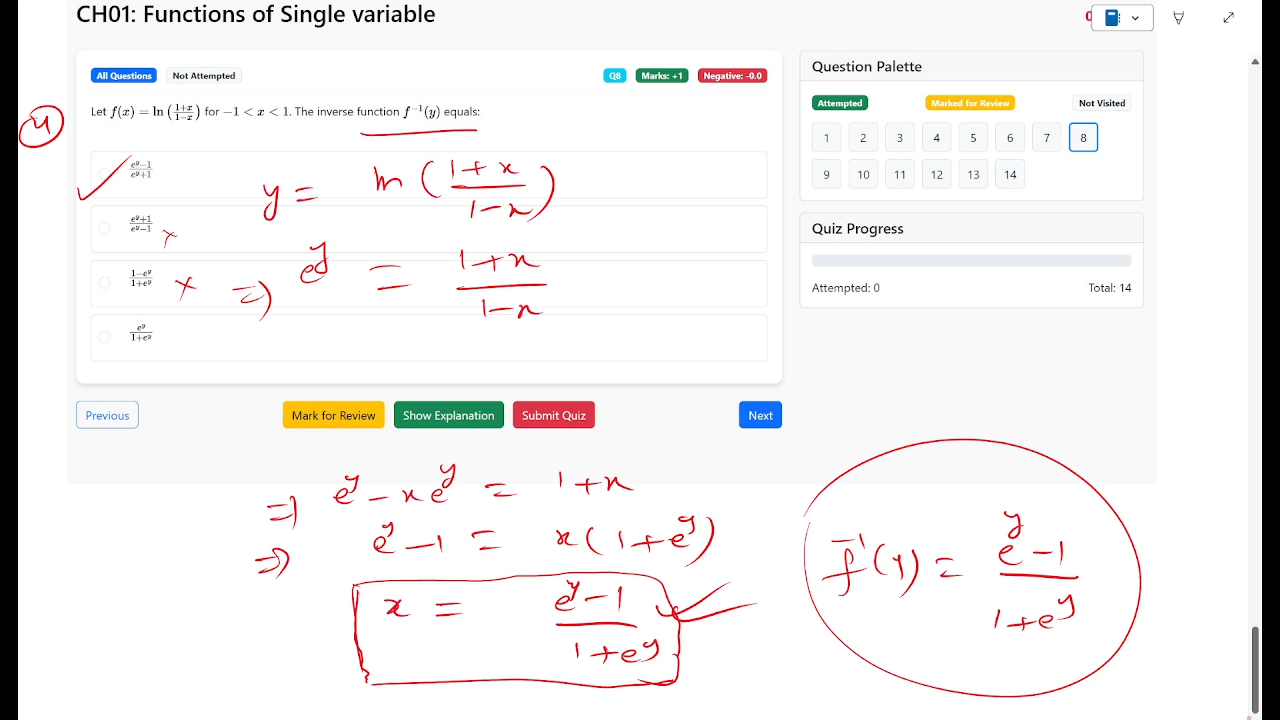 CH01: Functions of Single variable
All Questions Not Attempted Q8 Marks: +1 Negative: -0.0
Question Palette
Let f(x) = ln((1+x)/(1−x)) for −1 < x < 1. The inverse function f⁻¹(y) equals:
Attempted Marked for Review Not Visited
1 2 3 4 5 6 7 8
9 10 11 12 13 14
(e^y−1)/(e^y+1)
(e^y+1)/(e^y−1) ×
(1−e^y)/(1+e^y) ×
e^y/(1+e^y)
y = ln((1+x)/(1−x))
⇒ e^y = (1+x)/(1−x)
Quiz Progress
Attempted: 0 Total: 14
Previous Mark for Review Show Explanation Submit Quiz Next
⇒ e^y − xe^y = 1+x
⇒ e^y − 1 = x(1+e^y)
x = (e^y−1)/(1+e^y)
f⁻¹(y) = (e^y−1)/(1+e^y)